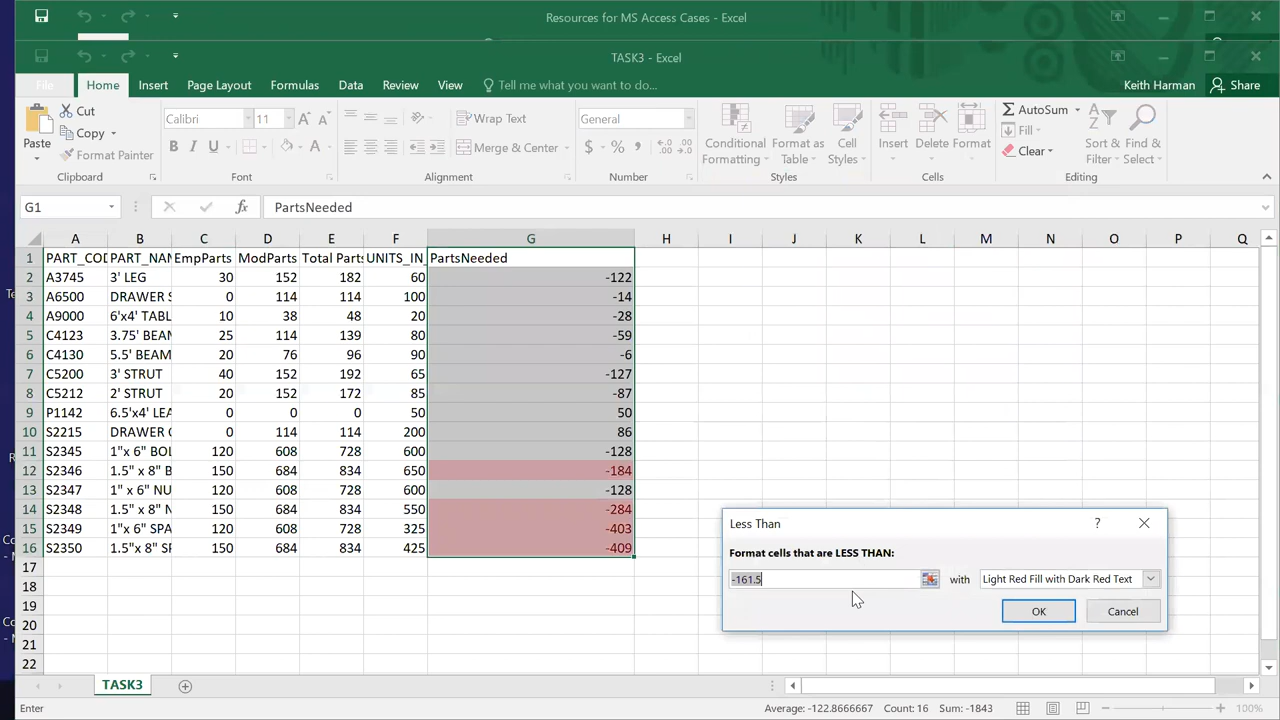 Resources for MS Access Cases - Excel
TASK3 - Excel
File Home Insert Page Layout Formulas Data Review View Tell me what you want to do... Keith Harman Share
Cut
Copy
Format Painter
Paste
Clipboard
Calibri 11
B I U
Font
Wrap Text
Merge & Center
Alignment
General
$ % ,
Number
Conditional Formatting
Format as Table
Cell Styles
Styles
Insert Delete Format
Cells
AutoSum
Fill
Clear
Sort & Filter
Find & Select
Editing
G1 fx PartsNeeded
A B C D E F G H I J K L M N O P Q
1 PART_COD PART_NAN EmpParts ModParts Total Parts UNITS_IN_ PartsNeeded
2 A3745 3' LEG 30 152 182 60 -122
3 A6500 DRAWER S 0 114 114 100 -14
4 A9000 6'x4' TABL 10 38 48 20 -28
5 C4123 3.75' BEAM 25 114 139 80 -59
6 C4130 5.5' BEAM 20 76 96 90 -6
7 C5200 3' STRUT 40 152 192 65 -127
8 C5212 2' STRUT 20 152 172 85 -87
9 P1142 6.5'x4' LEA 0 0 0 50 50
10 S2215 DRAWER C 0 114 114 200 86
11 S2345 1"x 6" BOL 120 608 728 600 -128
12 S2346 1.5" x 8" B 150 684 834 650 -184
13 S2347 1" x 6" NU 120 608 728 600 -128
14 S2348 1.5" x 8" N 150 684 834 550 -284
15 S2349 1"x 6" SPA 120 608 728 325 -403
16 S2350 1.5"x 8" SP 150 684 834 425 -409
17
18
19
20
21
22
Less Than ?
Format cells that are LESS THAN:
-161.5 with Light Red Fill with Dark Red Text
OK Cancel
TASK3
Enter Average: -122.8666667 Count: 16 Sum: -1843 100%